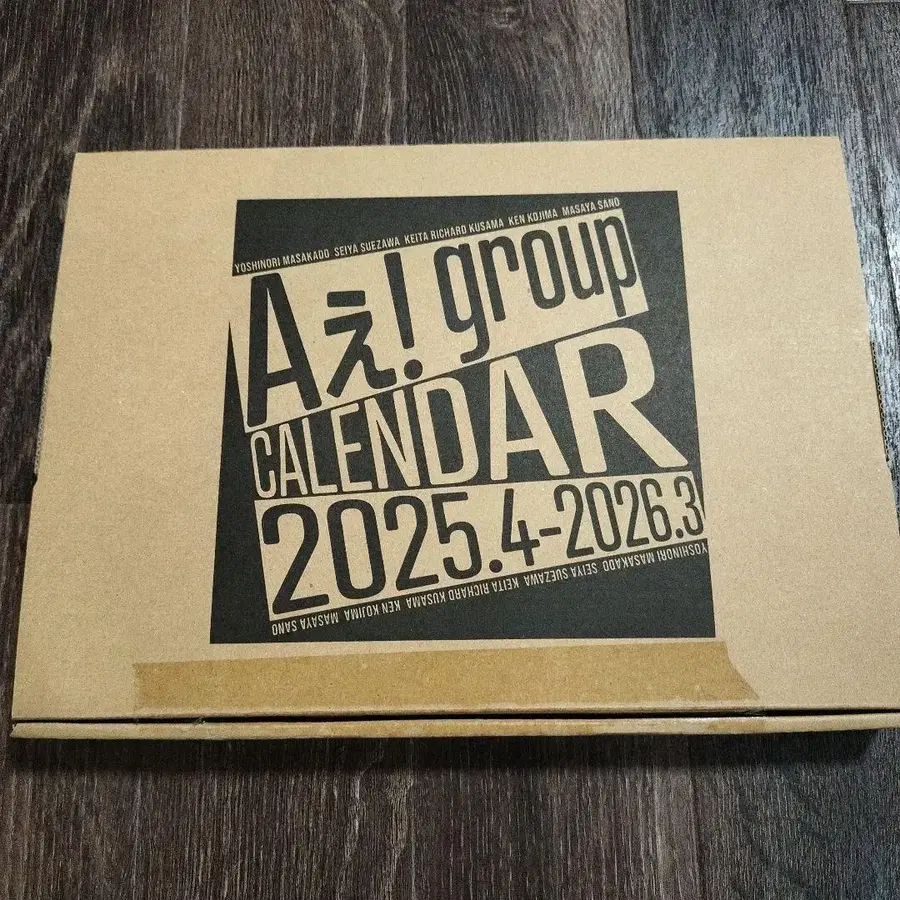 YOSHINORI MASAKADO SEIYA SUEZAWA KEITA RICHARD KUSAMA KEN KOJIMA MASAYA SANO
Aぇ! group
CALENDAR
2025.4-2026.3
YOSHINORI MASAKADO SEIYA SUEZAWA KEITA RICHARD KUSAMA KEN KOJIMA MASAYA SANO